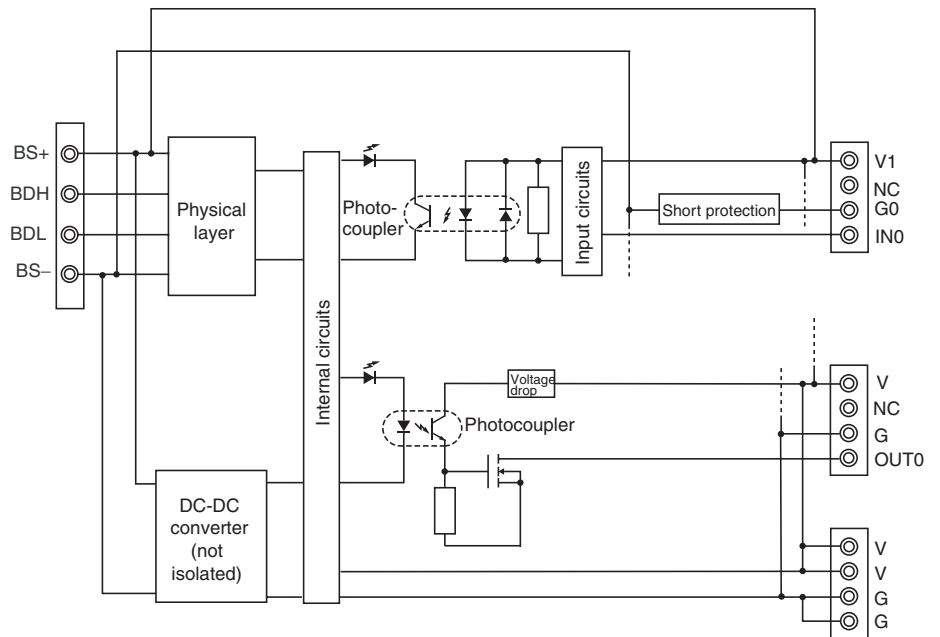 BS+
BDH
BDL
BS−
Physical
layer
DC-DC
converter
(not
isolated)
Internal circuits
Photo-
coupler
Input circuits
Short protection
V1
NC
G0
IN0
Voltage
drop
Photocoupler
V
NC
G
OUT0
V
V
G
G